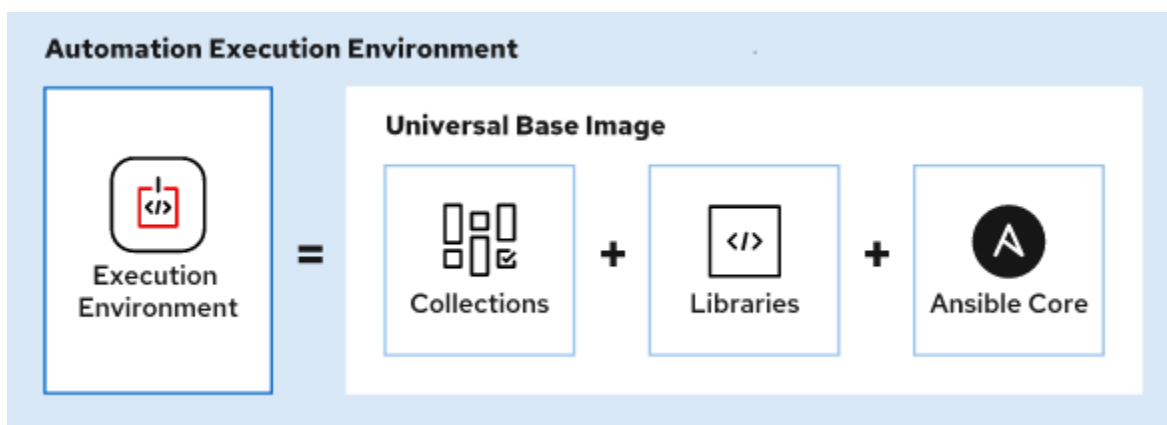 Automation Execution Environment
Universal Base Image
</>
Execution
Environment
=
Collections
+
</>
Libraries
+
Ansible Core